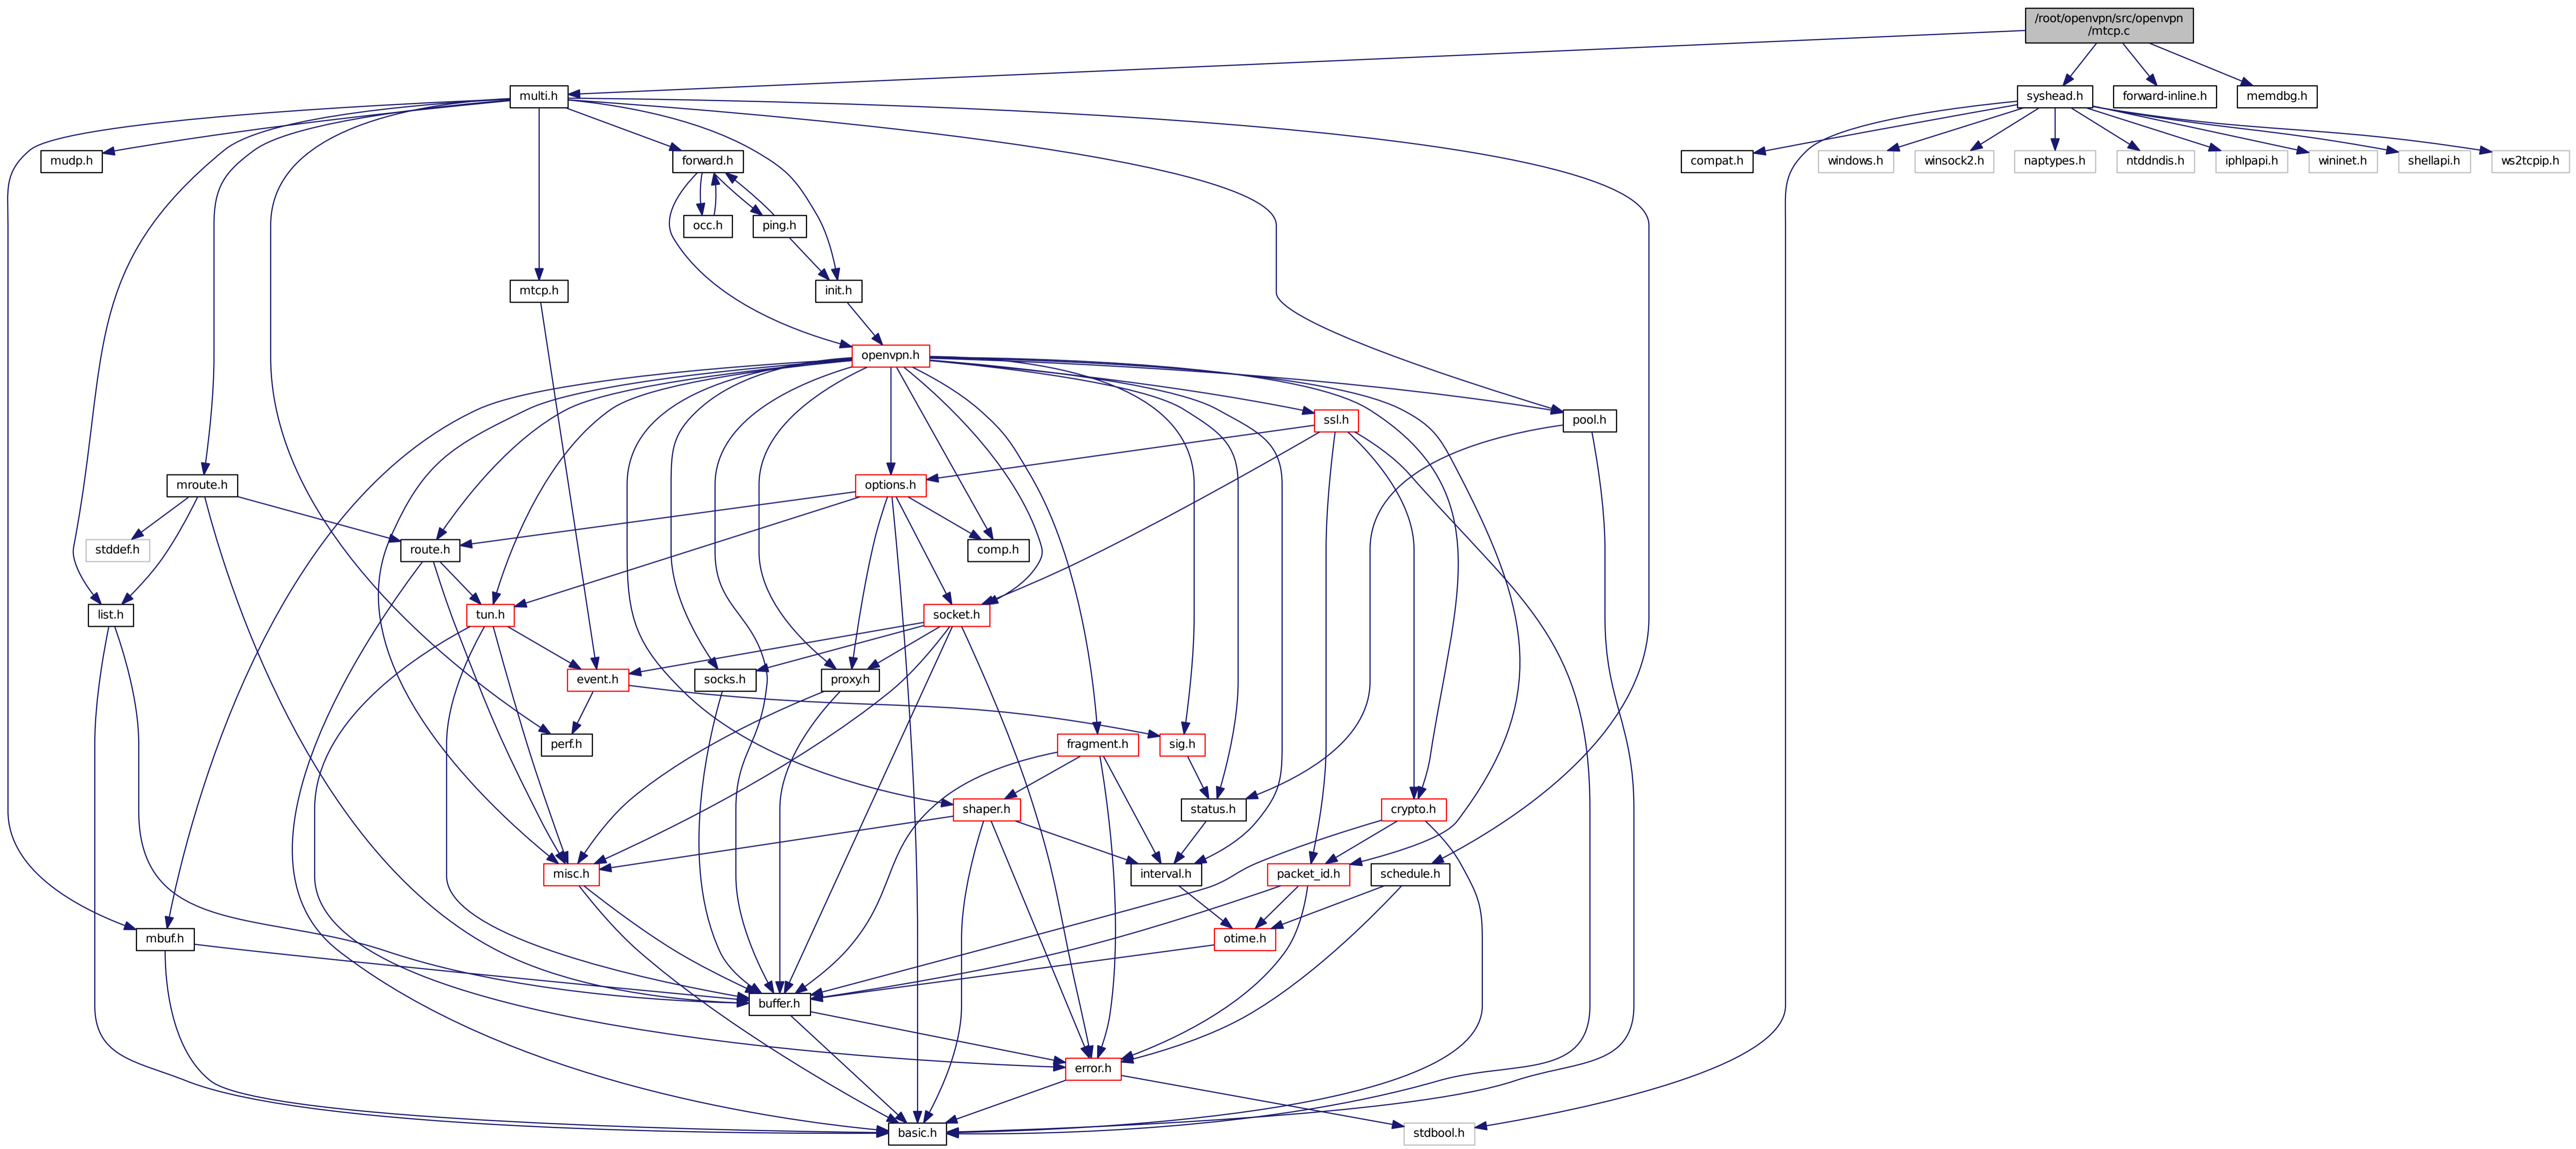 /root/openvpn/src/openvpn
/mtcp.c
multi.h
syshead.h
forward-inline.h
memdbg.h
mudp.h
forward.h
compat.h
windows.h
winsock2.h
naptypes.h
ntddndis.h
iphlpapi.h
wininet.h
shellapi.h
ws2tcpip.h
occ.h
ping.h
mtcp.h
init.h
openvpn.h
ssl.h
pool.h
mroute.h
options.h
stddef.h
route.h
comp.h
list.h
tun.h
socket.h
event.h
socks.h
proxy.h
perf.h
fragment.h
sig.h
shaper.h
status.h
crypto.h
misc.h
interval.h
packet_id.h
schedule.h
mbuf.h
otime.h
buffer.h
error.h
basic.h
stdbool.h